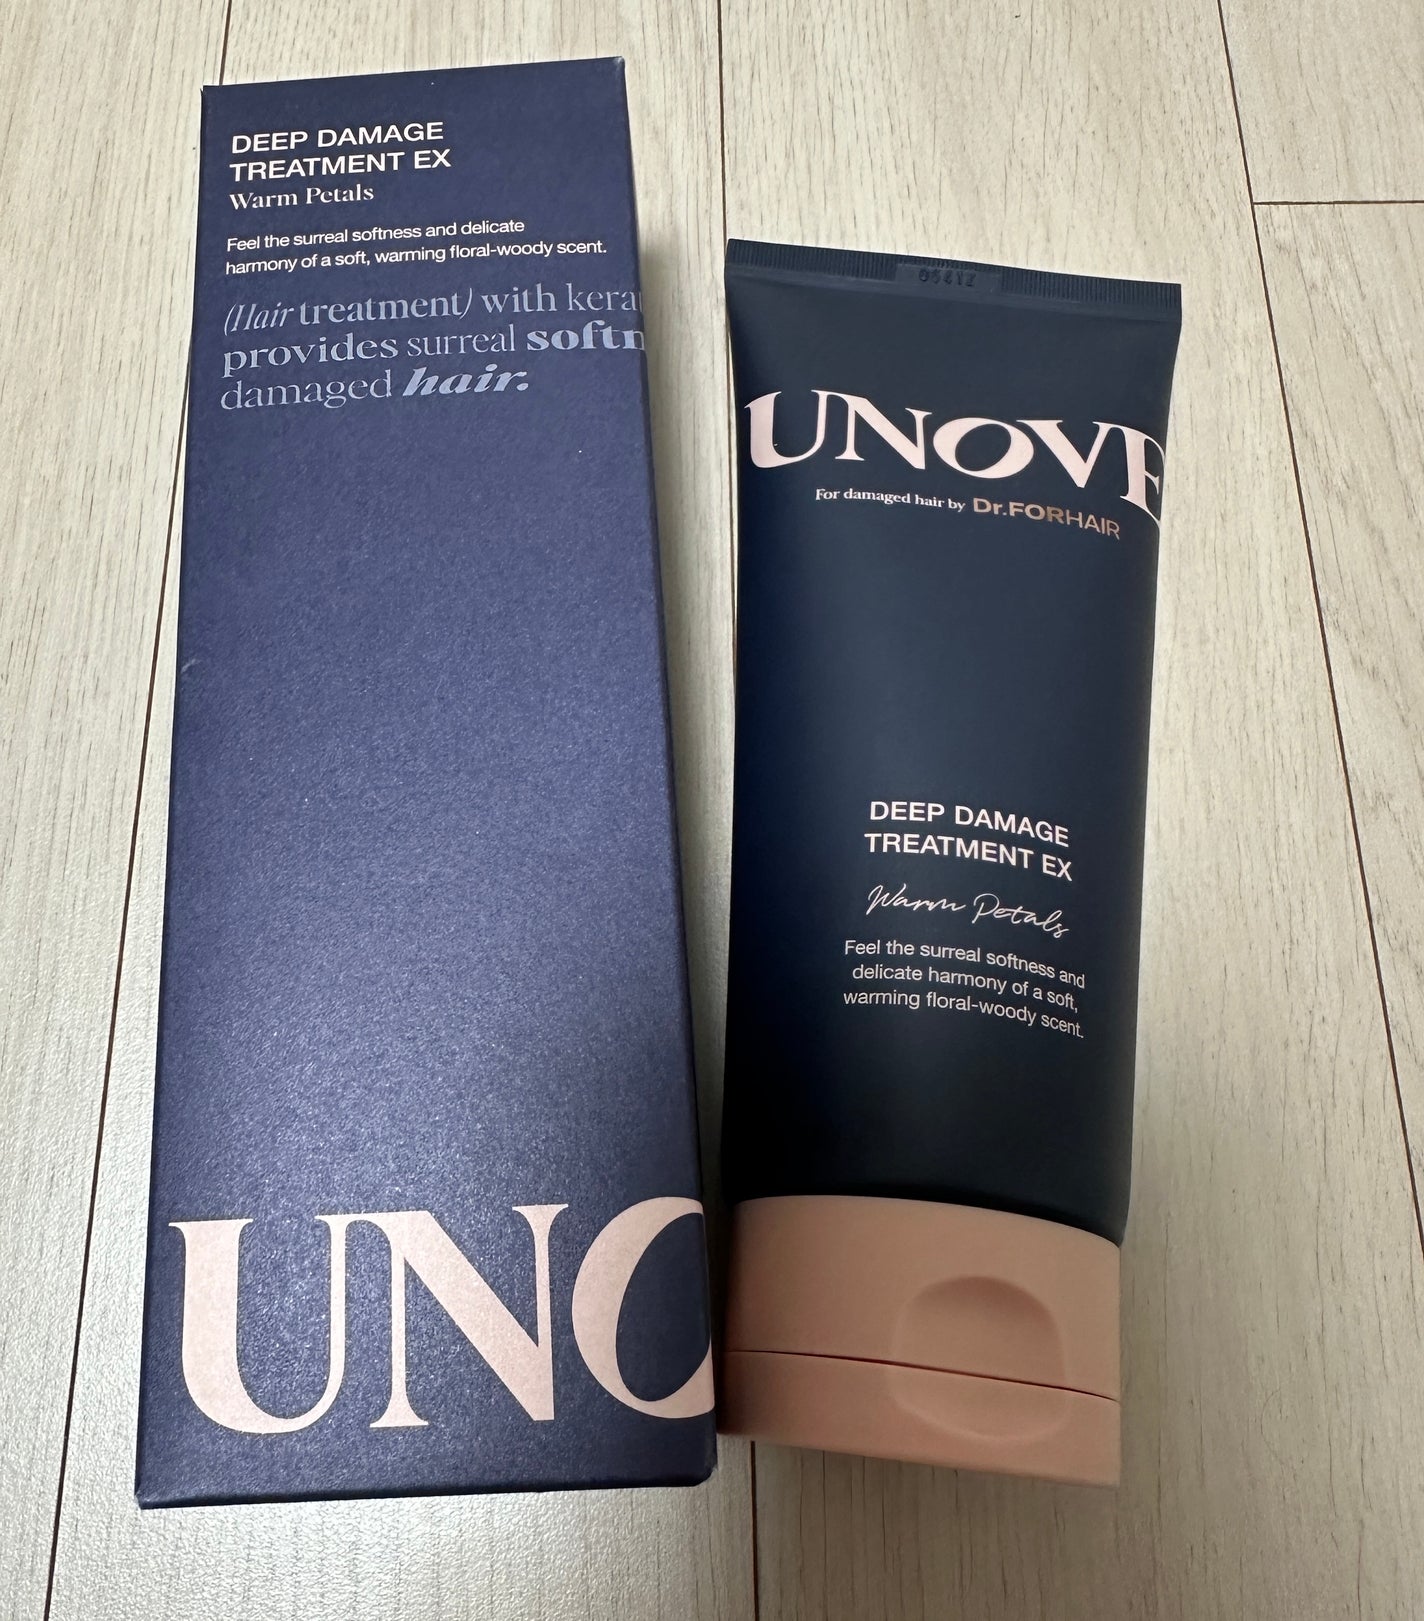 DEEP DAMAGE
TREATMENT EX
Warm Petals
Feel the surreal softness and delicate
harmony of a soft, warming floral-woody scent.
(Hair treatment) with kera
provides surreal softn
damaged hair.
UNO
UNOVE
For damaged hair by Dr.FORHAIR
DEEP DAMAGE
TREATMENT EX
Warm Petals
Feel the surreal softness and
delicate harmony of a soft,
warming floral-woody scent.